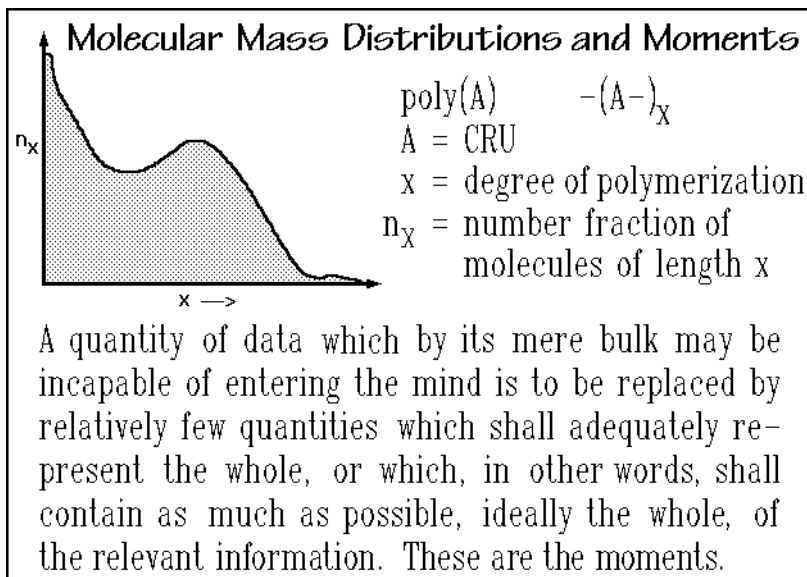 Molecular Mass Distributions and Moments
n_x
x —>
poly(A) -(A-)_x
A = CRU
x = degree of polymerization
n_x = number fraction of
molecules of length x
A quantity of data which by its mere bulk may be
incapable of entering the mind is to be replaced by
relatively few quantities which shall adequately re-
present the whole, or which, in other words, shall
contain as much as possible, ideally the whole, of
the relevant information. These are the moments.